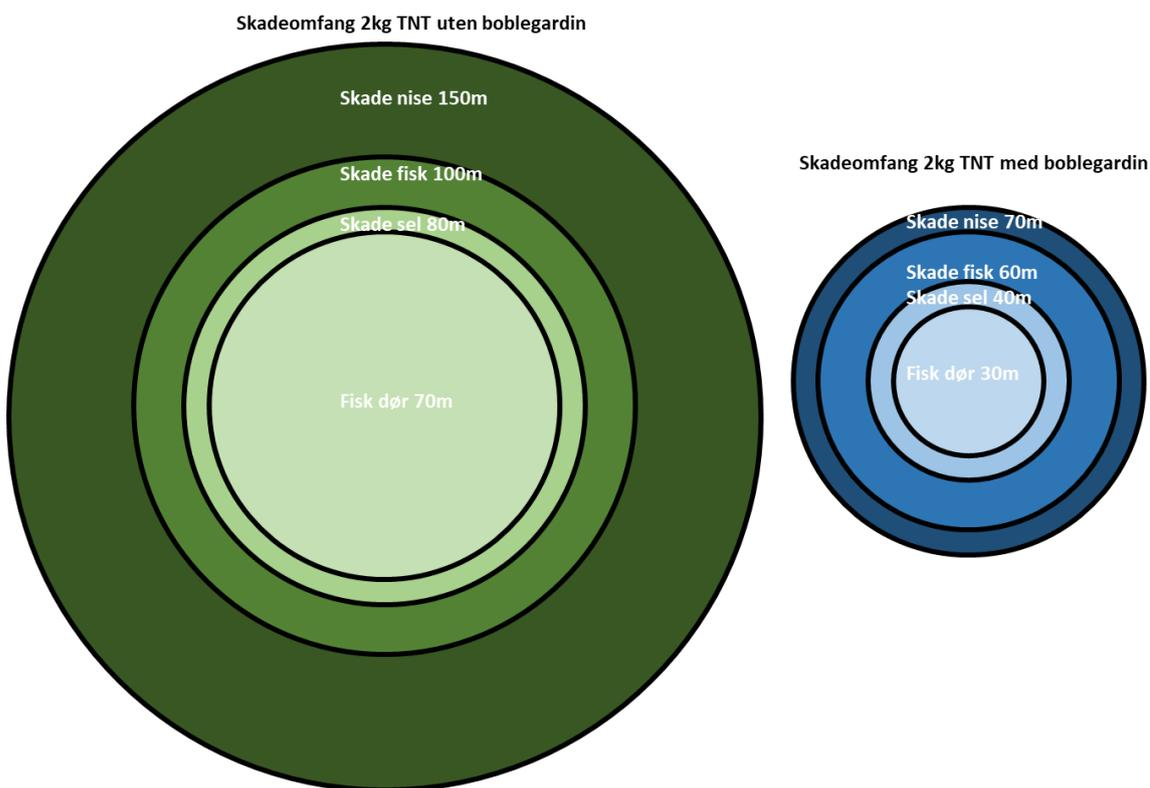 Skadeomfang 2kg TNT uten boblegardin
Skade nise 150m
Skade fisk 100m
Skade sel 80m
Fisk dør 70m
Skadeomfang 2kg TNT med boblegardin
Skade nise 70m
Skade fisk 60m
Skade sel 40m
Fisk dør 30m